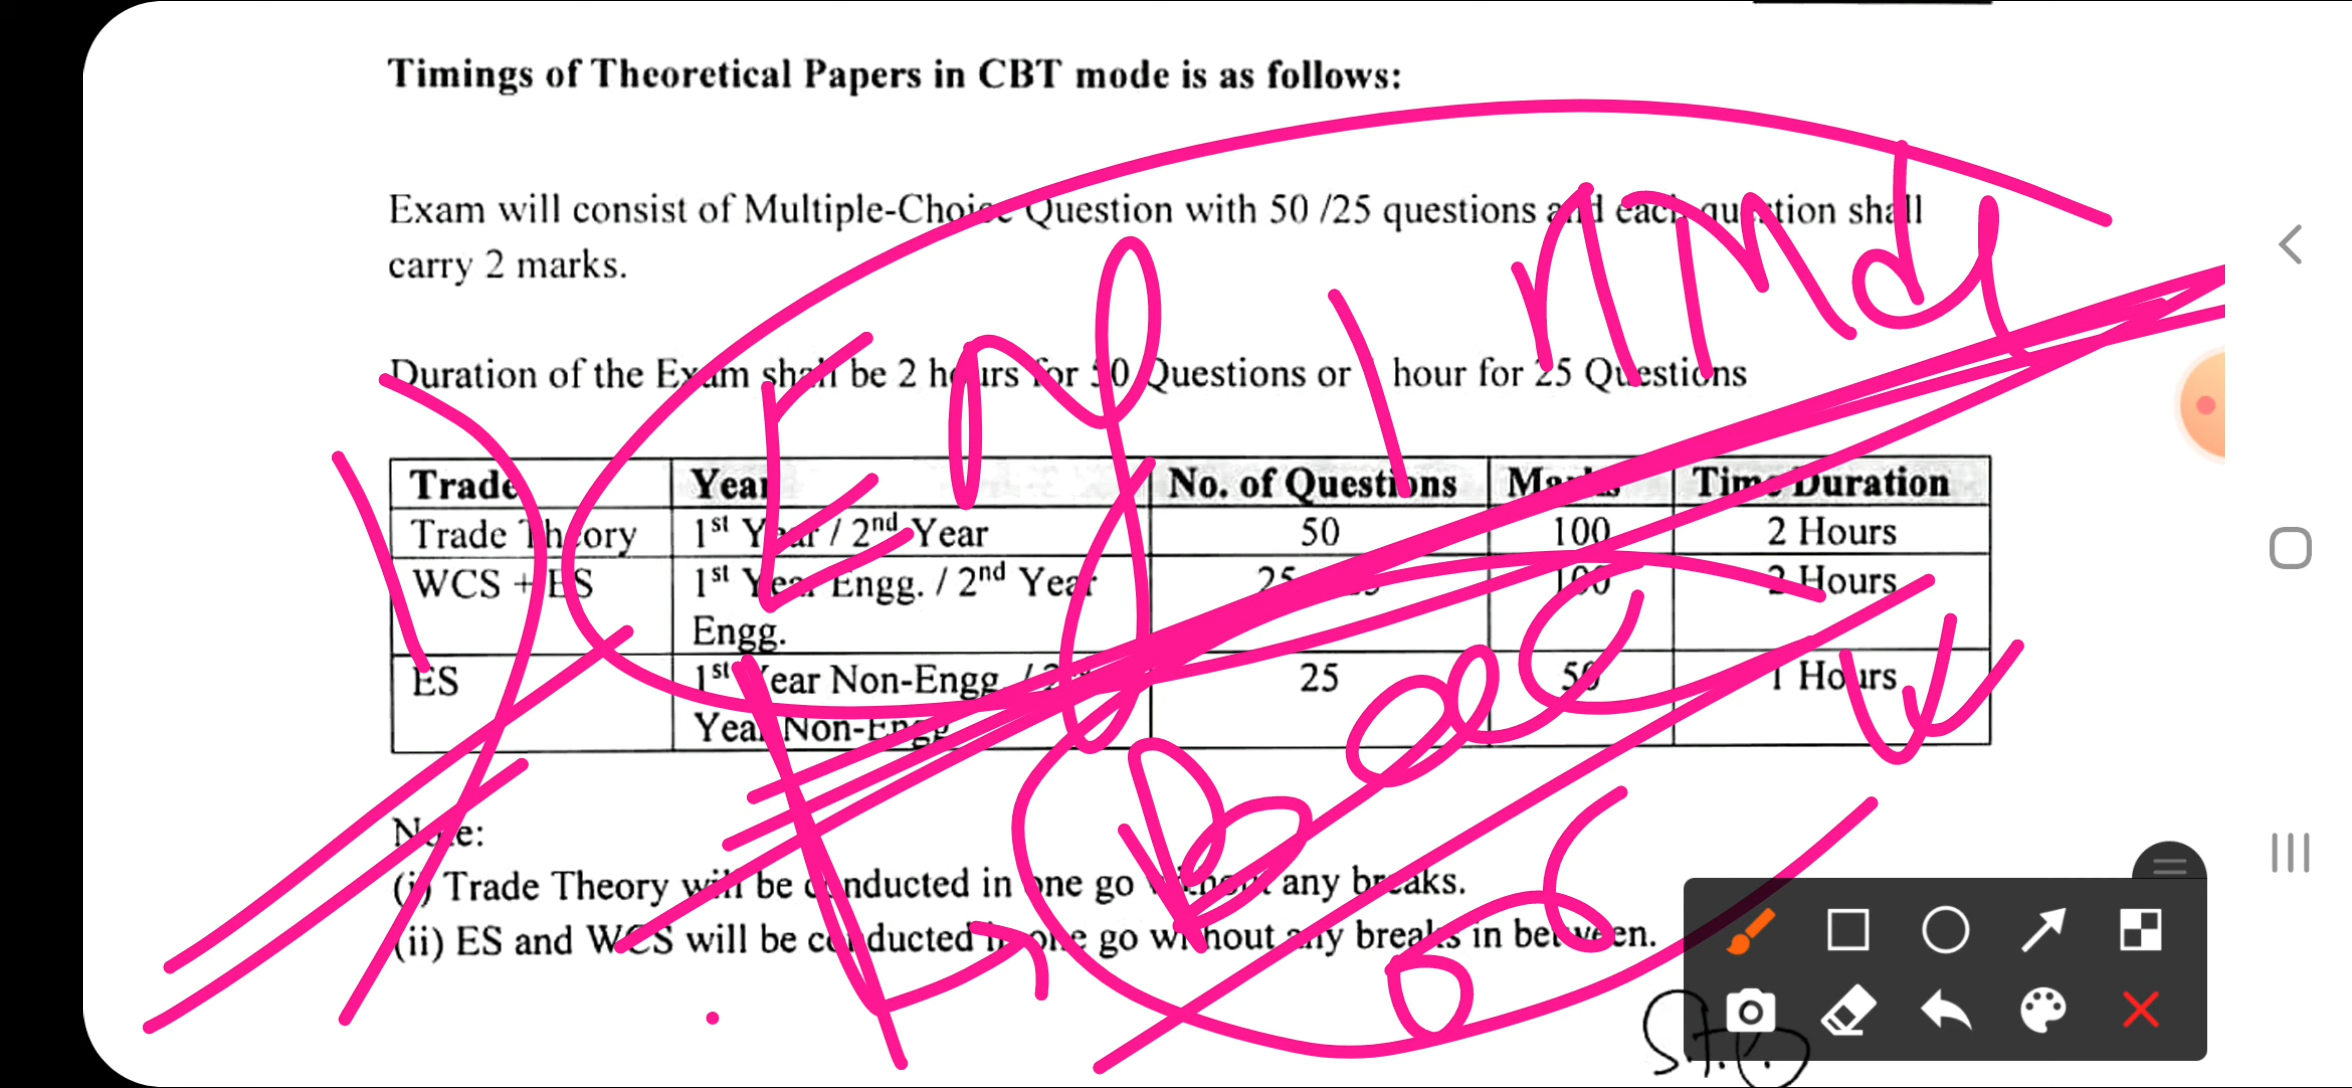 Timings of Theoretical Papers in CBT mode is as follows:
Exam will consist of Multiple-Choice Question with 50 /25 questions and each question shall
carry 2 marks.
Duration of the Exam shall be 2 hours for 50 Questions or 1 hour for 25 Questions
Trade Year No. of Questions Marks Time Duration
Trade Theory 1st Year / 2nd Year 50 100 2 Hours
WCS + ES 1st Year Engg. / 2nd Year 25 100 2 Hours
Engg.
ES 1st Year Non-Engg. / 25 50 1 Hours
Year Non-Engg
Note:
(i) Trade Theory will be conducted in one go without any breaks.
(ii) ES and WCS will be conducted in one go without any breaks in between.